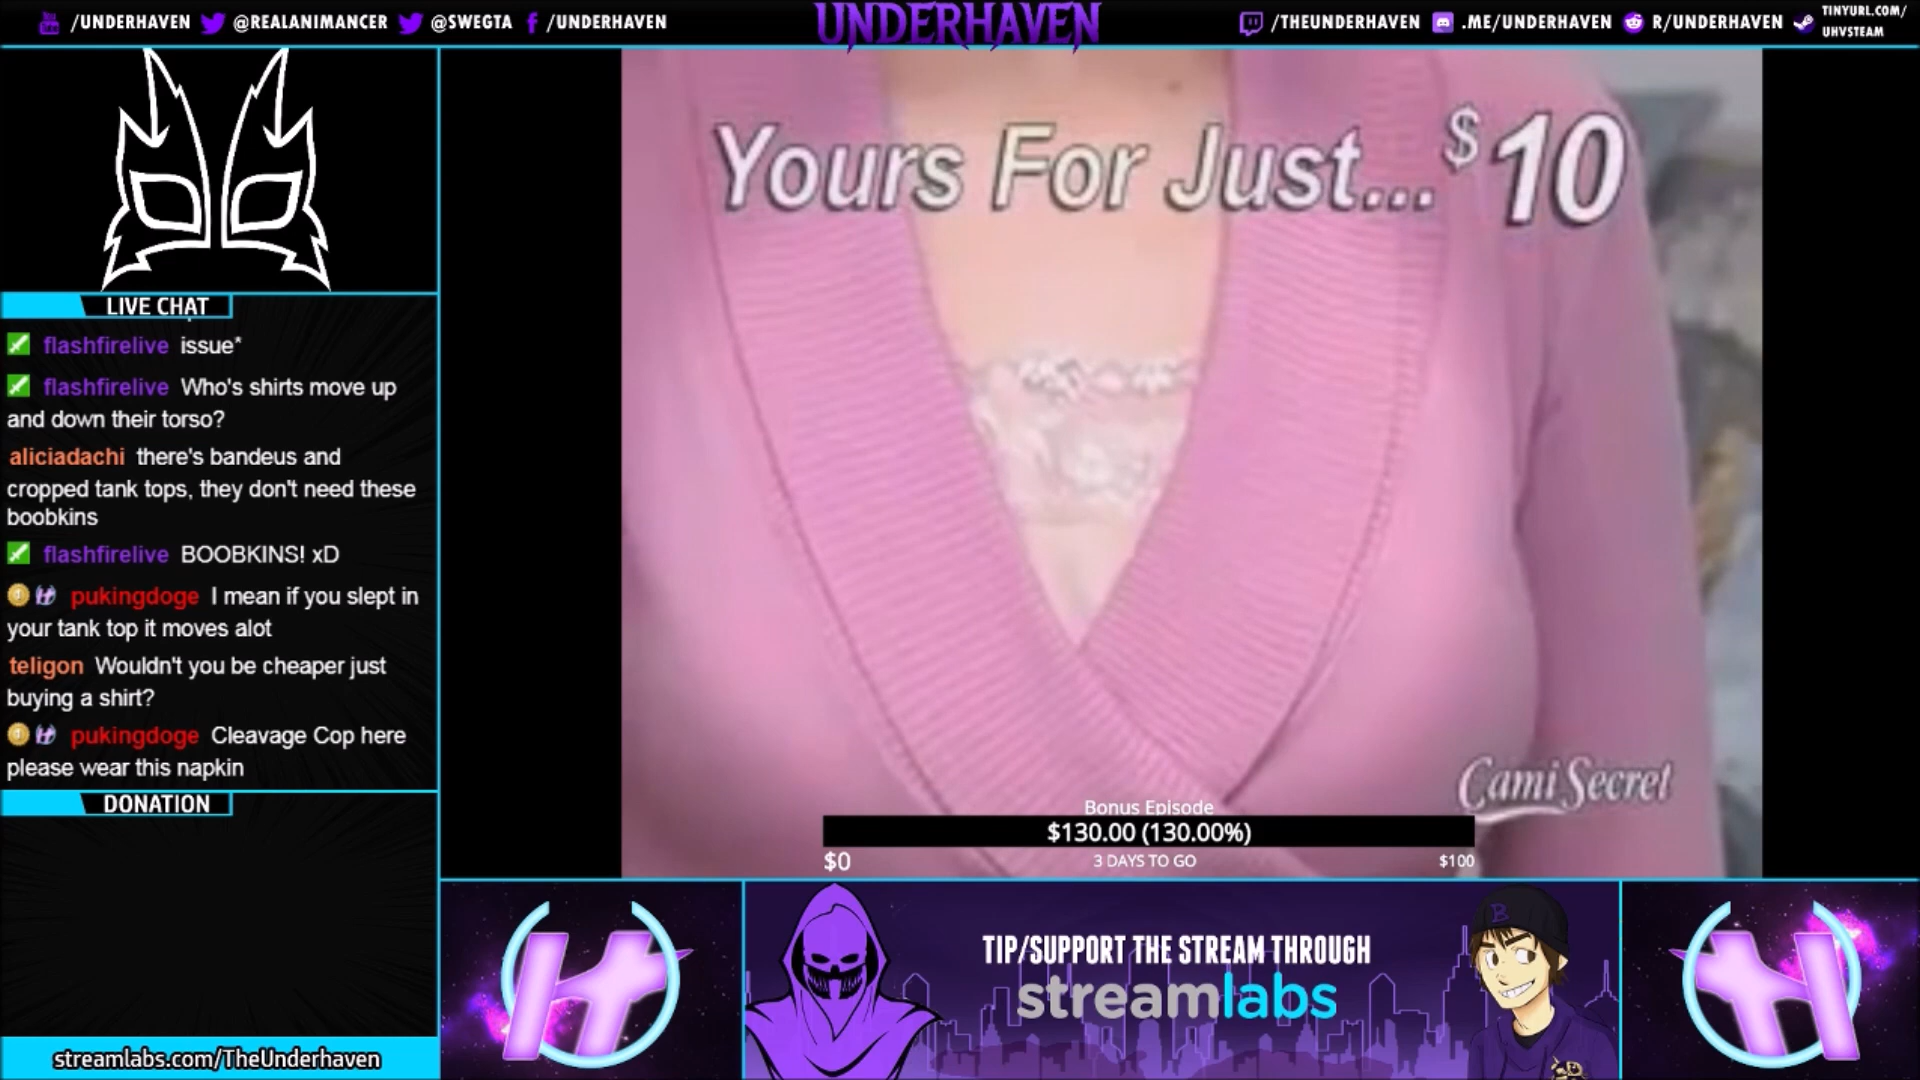 /UNDERHAVEN @REALANIMANCER @SWEGTA /UNDERHAVEN
UNDERHAVEN
/THEUNDERHAVEN .ME/UNDERHAVEN R/UNDERHAVEN
TINYURL.COM/
UHVSTEAM
Yours For Just... $10
LIVE CHAT
flashfirelive issue*
flashfirelive Who's shirts move up
and down their torso?
aliciadachi there's bandeus and
cropped tank tops, they don't need these
boobkins
flashfirelive BOOBKINS! xD
pukingdoge I mean if you slept in
your tank top it moves alot
teligon Wouldn't you be cheaper just
buying a shirt?
pukingdoge Cleavage Cop here
please wear this napkin
Cami Secret
Bonus Episode
$130.00 (130.00%)
$0 3 DAYS TO GO $100
DONATION
TIP/SUPPORT THE STREAM THROUGH
streamlabs
B
streamlabs.com/TheUnderhaven